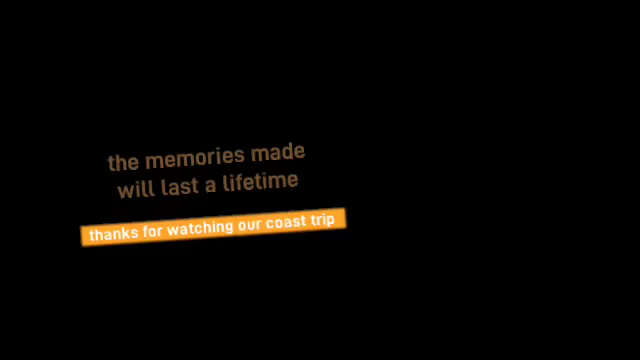 the memories made
will last a lifetime
thanks for watching our coast trip